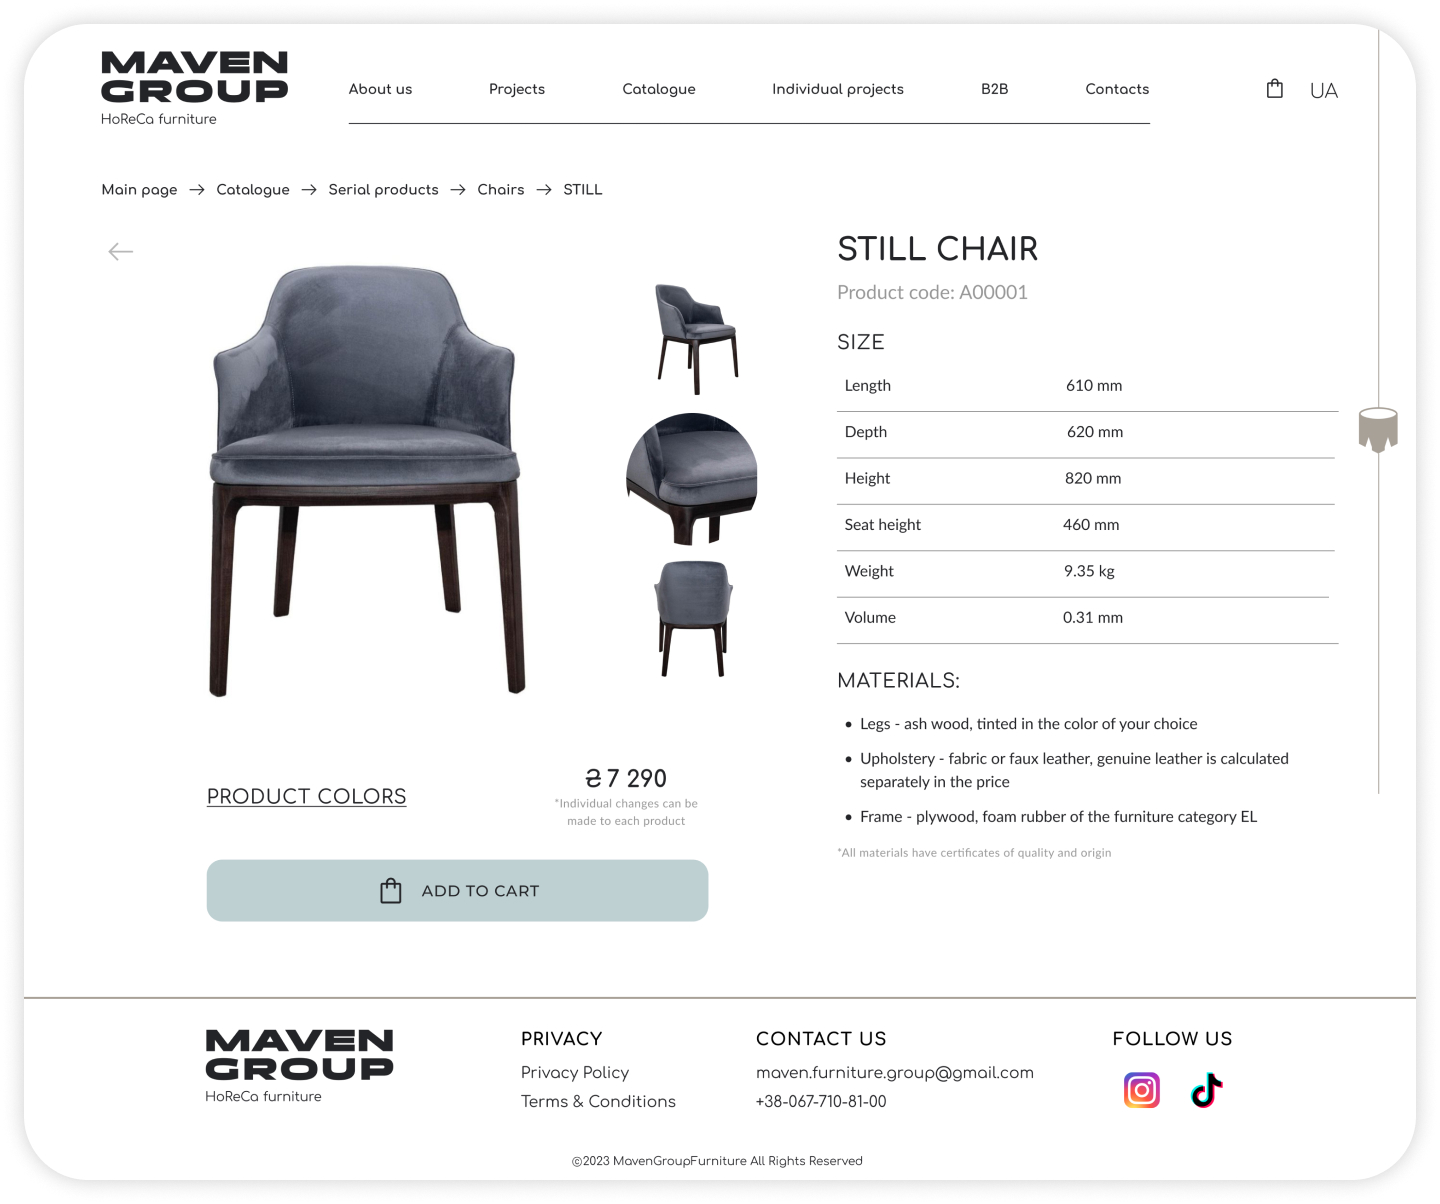 MAVEN
GROUP
HoReCa furniture
About us Projects Catalogue Individual projects B2B Contacts
UA
Main page → Catalogue → Serial products → Chairs → STILL
STILL CHAIR
Product code: A00001
SIZE
Length 610 mm
Depth 620 mm
Height 820 mm
Seat height 460 mm
Weight 9.35 kg
Volume 0.31 mm
MATERIALS:
• Legs - ash wood, tinted in the color of your choice
• Upholstery - fabric or faux leather, genuine leather is calculated
separately in the price
• Frame - plywood, foam rubber of the furniture category EL
*All materials have certificates of quality and origin
PRODUCT COLORS
₴ 7 290
*Individual changes can be
made to each product
ADD TO CART
MAVEN
GROUP
HoReCa furniture
PRIVACY
Privacy Policy
Terms & Conditions
CONTACT US
maven.furniture.group@gmail.com
+38-067-710-81-00
FOLLOW US
©2023 MavenGroupFurniture All Rights Reserved